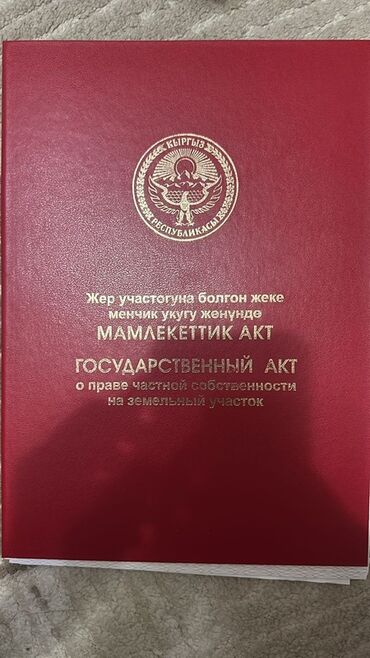 КЫРГЫЗ
РЕСПУБЛИКАСЫ
Жер участогуна болгон жеке
менчик укугу жөнүндө
МАМЛЕКЕТТИК АКТ
ГОСУДАРСТВЕННЫЙ АКТ
о праве частной собственности
на земельный участок